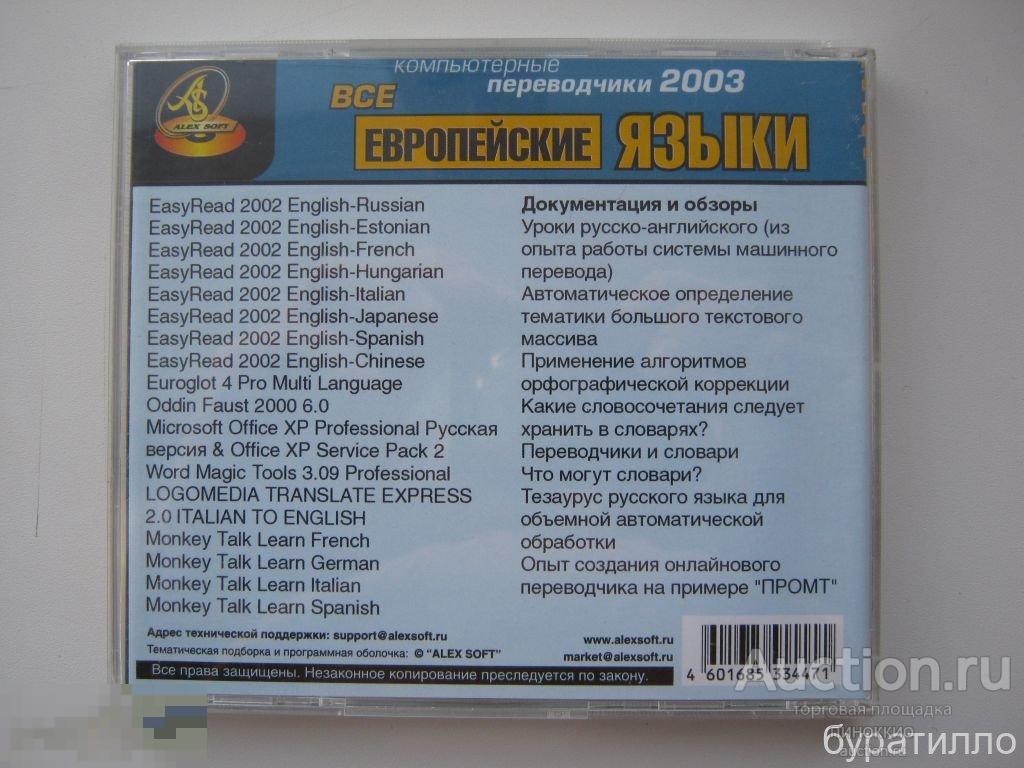 ALEX SOFT
компьютерные
переводчики 2003
ВСЕ
ЕВРОПЕЙСКИЕ ЯЗЫКИ
EasyRead 2002 English-Russian
EasyRead 2002 English-Estonian
EasyRead 2002 English-French
EasyRead 2002 English-Hungarian
EasyRead 2002 English-Italian
EasyRead 2002 English-Japanese
EasyRead 2002 English-Spanish
EasyRead 2002 English-Chinese
Euroglot 4 Pro Multi Language
Oddin Faust 2000 6.0
Microsoft Office XP Professional Русская
версия & Office XP Service Pack 2
Word Magic Tools 3.09 Professional
LOGOMEDIA TRANSLATE EXPRESS
2.0 ITALIAN TO ENGLISH
Monkey Talk Learn French
Monkey Talk Learn German
Monkey Talk Learn Italian
Monkey Talk Learn Spanish
Документация и обзоры
Уроки русско-английского (из
опыта работы системы машинного
перевода)
Автоматическое определение
тематики большого текстового
массива
Применение алгоритмов
орфографической коррекции
Какие словосочетания следует
хранить в словарях?
Переводчики и словари
Что могут словари?
Тезаурус русского языка для
объемной автоматической
обработки
Опыт создания онлайнового
переводчика на примере "ПРОМТ"
Адрес технической поддержки: support@alexsoft.ru
Тематическая подборка и программная оболочка: © "ALEX SOFT"
www.alexsoft.ru
market@alexsoft.ru
Все права защищены. Незаконное копирование преследуется по закону.
4 601685 334471
Auction.ru
торговая площадка
буратилло